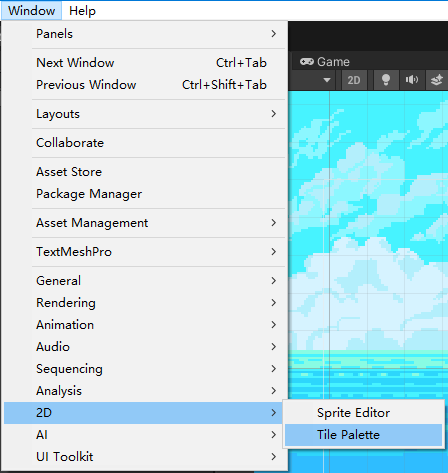 Window Help
Panels
Next Window Ctrl+Tab
Previous Window Ctrl+Shift+Tab
Layouts
Collaborate
Asset Store
Package Manager
Asset Management
TextMeshPro
General
Rendering
Animation
Audio
Sequencing
Analysis
2D
AI
UI Toolkit
Game
2D
Sprite Editor
Tile Palette